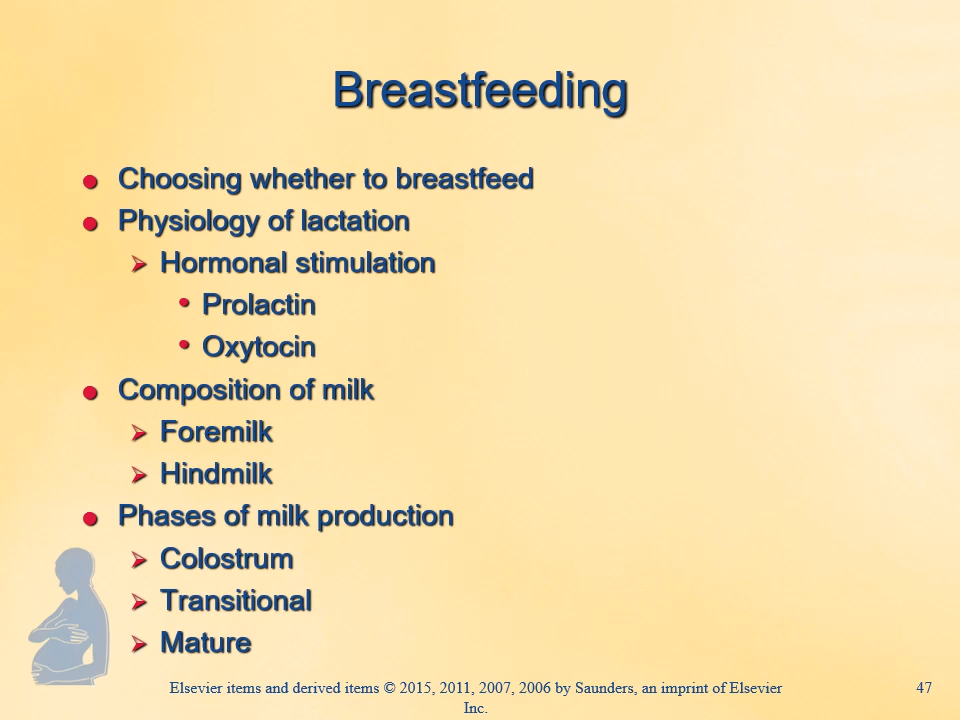 Breastfeeding
Choosing whether to breastfeed
Physiology of lactation
Hormonal stimulation
Prolactin
Oxytocin
Composition of milk
Foremilk
Hindmilk
Phases of milk production
Colostrum
Transitional
Mature
Elsevier items and derived items © 2015, 2011, 2007, 2006 by Saunders, an imprint of Elsevier
Inc.
47